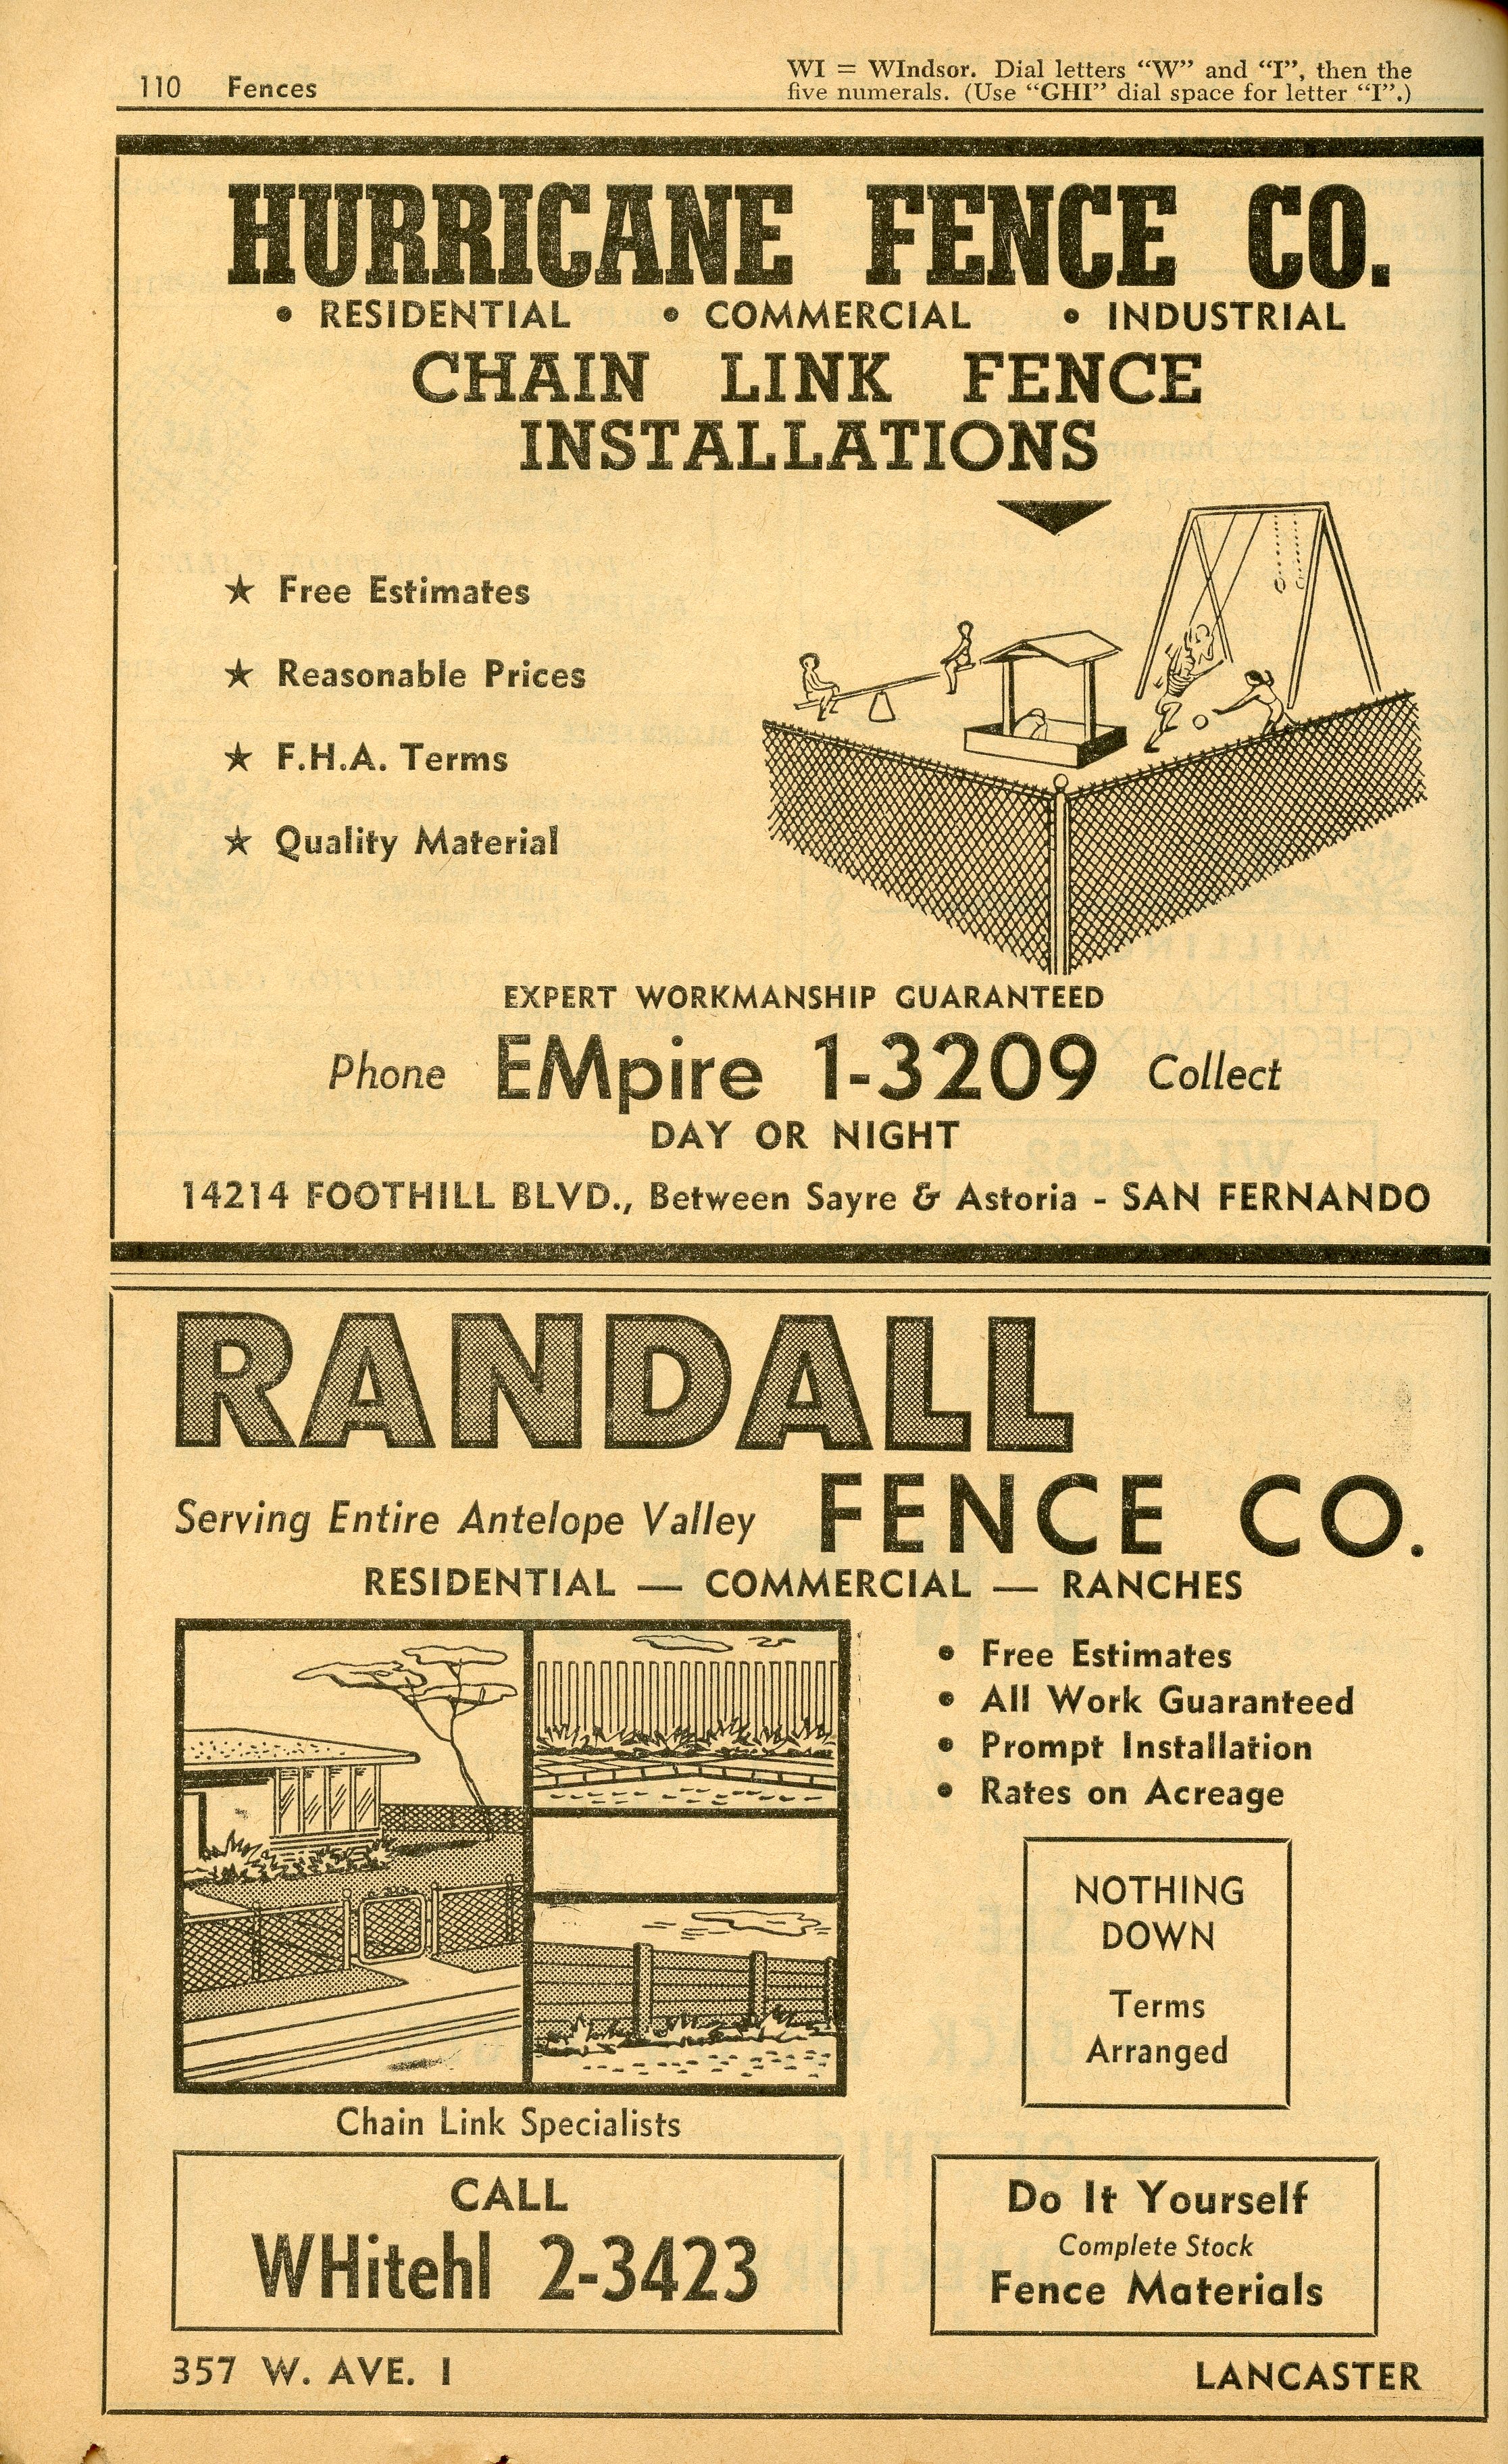 110 Fences
WI = WIndsor. Dial letters “W” and “I”, then the
five numerals. (Use “GHI” dial space for letter “I”.)
HURRICANE FENCE CO.
• RESIDENTIAL • COMMERCIAL • INDUSTRIAL
CHAIN LINK FENCE
INSTALLATIONS
★ Free Estimates
★ Reasonable Prices
★ F.H.A. Terms
★ Quality Material
EXPERT WORKMANSHIP GUARANTEED
Phone EMpire 1-3209 Collect
DAY OR NIGHT
14214 FOOTHILL BLVD., Between Sayre & Astoria - SAN FERNANDO
RANDALL
Serving Entire Antelope Valley FENCE CO.
RESIDENTIAL — COMMERCIAL — RANCHES
• Free Estimates
• All Work Guaranteed
• Prompt Installation
• Rates on Acreage
NOTHING
DOWN
Terms
Arranged
Chain Link Specialists
CALL
WHitehl 2-3423
Do It Yourself
Complete Stock
Fence Materials
357 W. AVE. I
LANCASTER